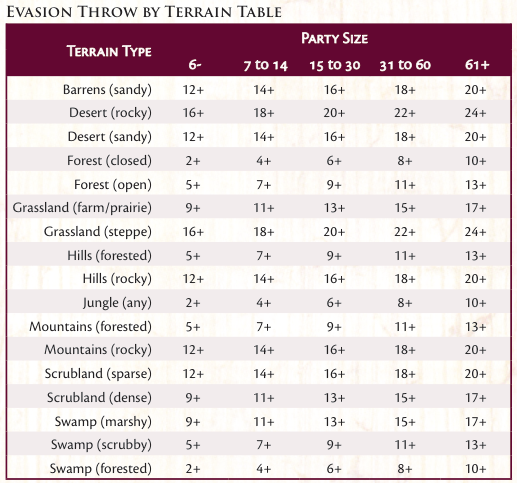 Evasion Throw by Terrain Table
Terrain Type Party Size
6- 7 to 14 15 to 30 31 to 60 61+
Barrens (sandy) 12+ 14+ 16+ 18+ 20+
Desert (rocky) 16+ 18+ 20+ 22+ 24+
Desert (sandy) 12+ 14+ 16+ 18+ 20+
Forest (closed) 2+ 4+ 6+ 8+ 10+
Forest (open) 5+ 7+ 9+ 11+ 13+
Grassland (farm/prairie) 9+ 11+ 13+ 15+ 17+
Grassland (steppe) 16+ 18+ 20+ 22+ 24+
Hills (forested) 5+ 7+ 9+ 11+ 13+
Hills (rocky) 12+ 14+ 16+ 18+ 20+
Jungle (any) 2+ 4+ 6+ 8+ 10+
Mountains (forested) 5+ 7+ 9+ 11+ 13+
Mountains (rocky) 12+ 14+ 16+ 18+ 20+
Scrubland (sparse) 12+ 14+ 16+ 18+ 20+
Scrubland (dense) 9+ 11+ 13+ 15+ 17+
Swamp (marshy) 9+ 11+ 13+ 15+ 17+
Swamp (scrubby) 5+ 7+ 9+ 11+ 13+
Swamp (forested) 2+ 4+ 6+ 8+ 10+